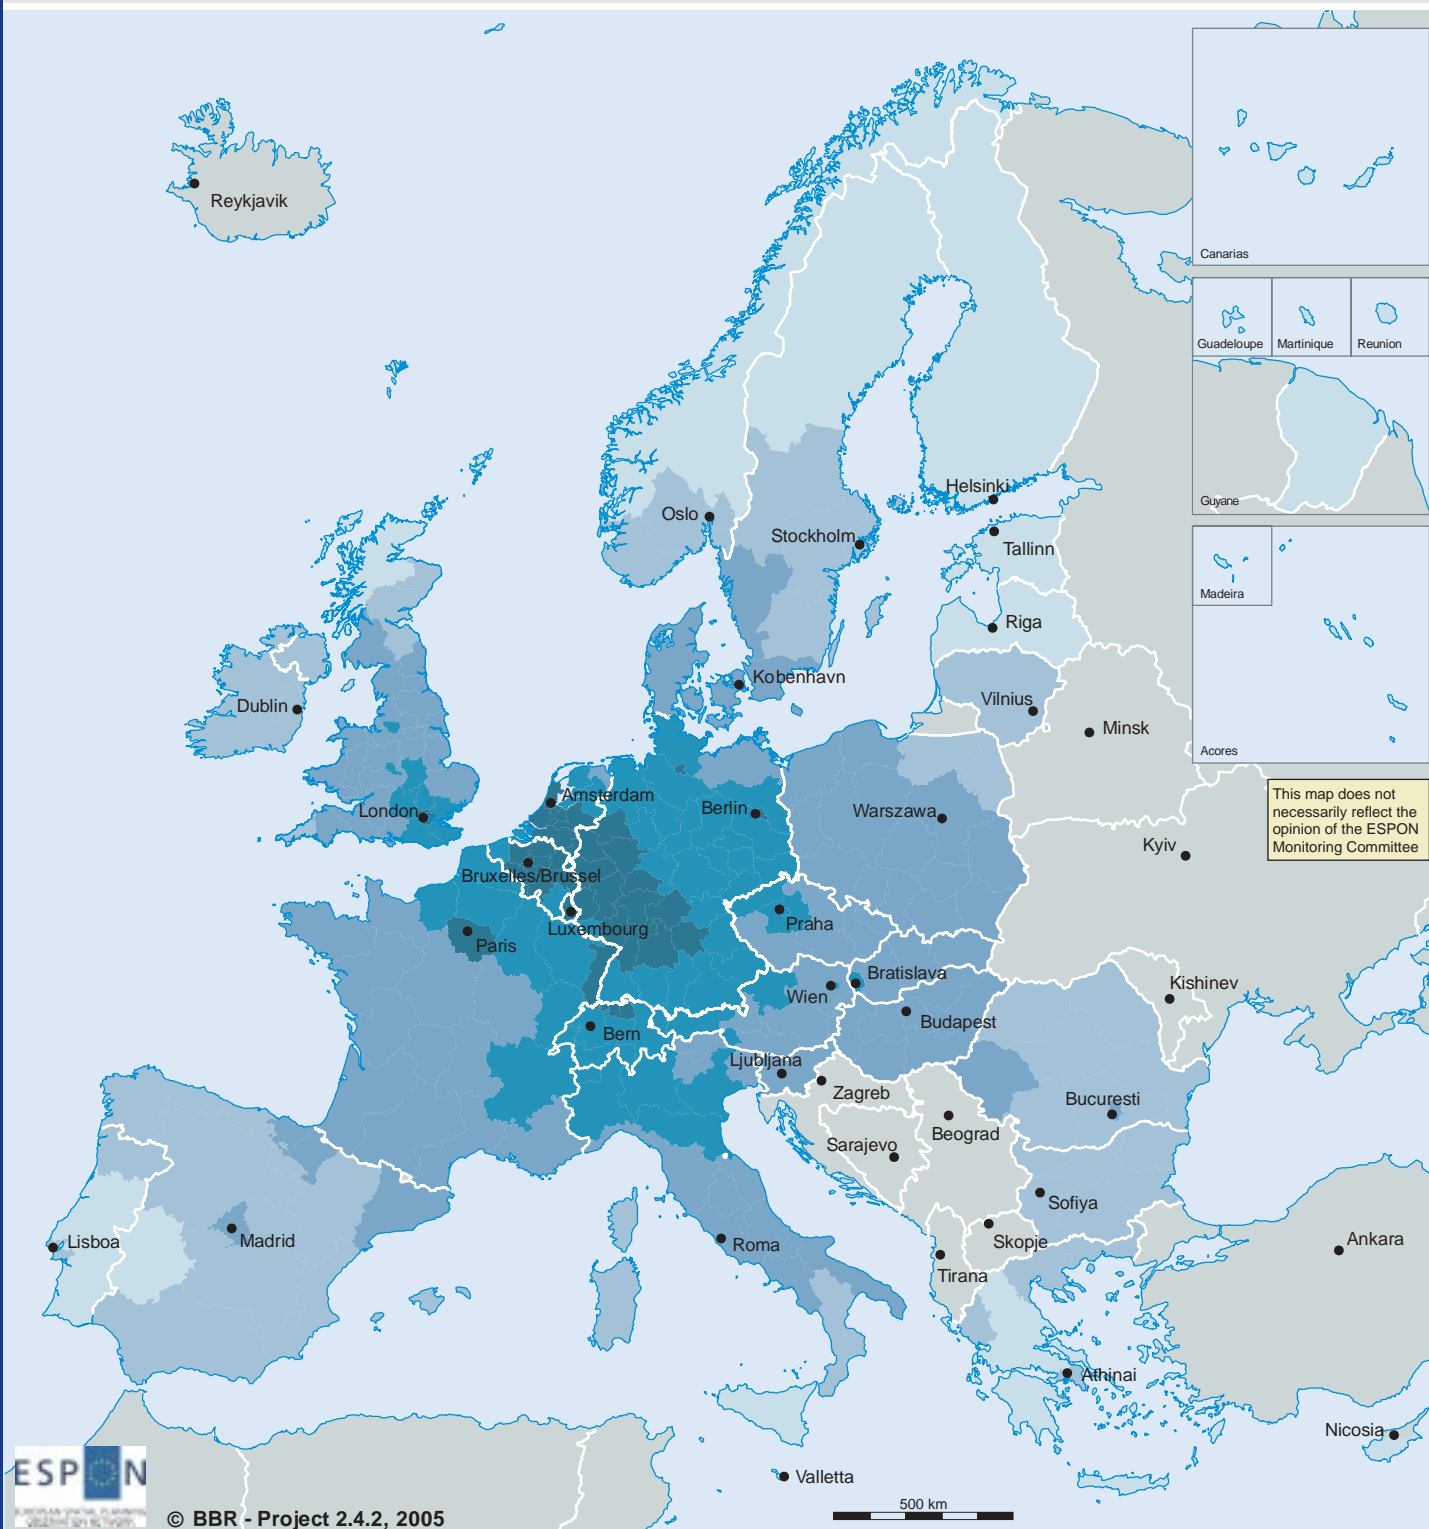 Reykjavik
Canarias
Guadeloupe
Martinique
Reunion
Guyane
Helsinki
Oslo
Stockholm
Tallinn
Madeira
Riga
Kobenhavn
Dublin
Vilnius
Minsk
Acores
Amsterdam
London
Berlin
Warszawa
This map does not
necessarily reflect the
opinion of the ESPON
Monitoring Committee
Kyiv
Bruxelles/Brussel
Luxembourg
Praha
Paris
Bratislava
Wien
Kishinev
Budapest
Bern
Ljubljana
Zagreb
Bucuresti
Beograd
Sarajevo
Sofiya
Lisboa
Madrid
Roma
Skopje
Ankara
Tirana
Athinai
Nicosia
Valletta
ESPON
500 km
© BBR - Project 2.4.2, 2005